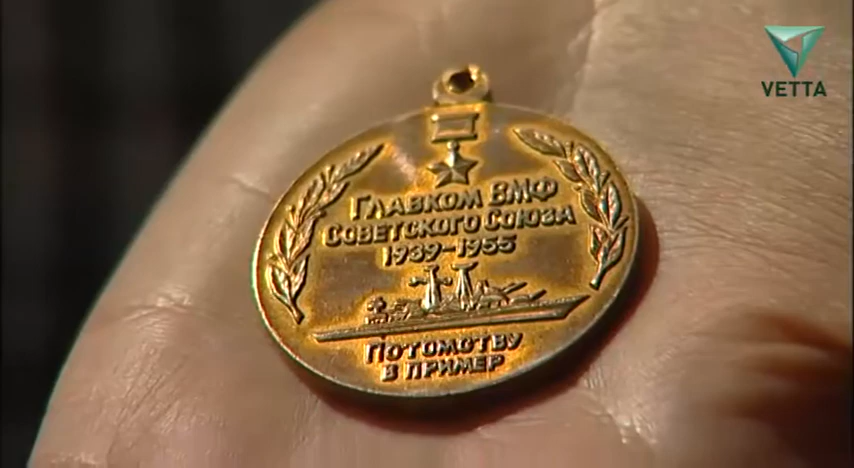 VETTA
Главком ВМФ
Советского Союза
1939-1955
Потомству
в пример